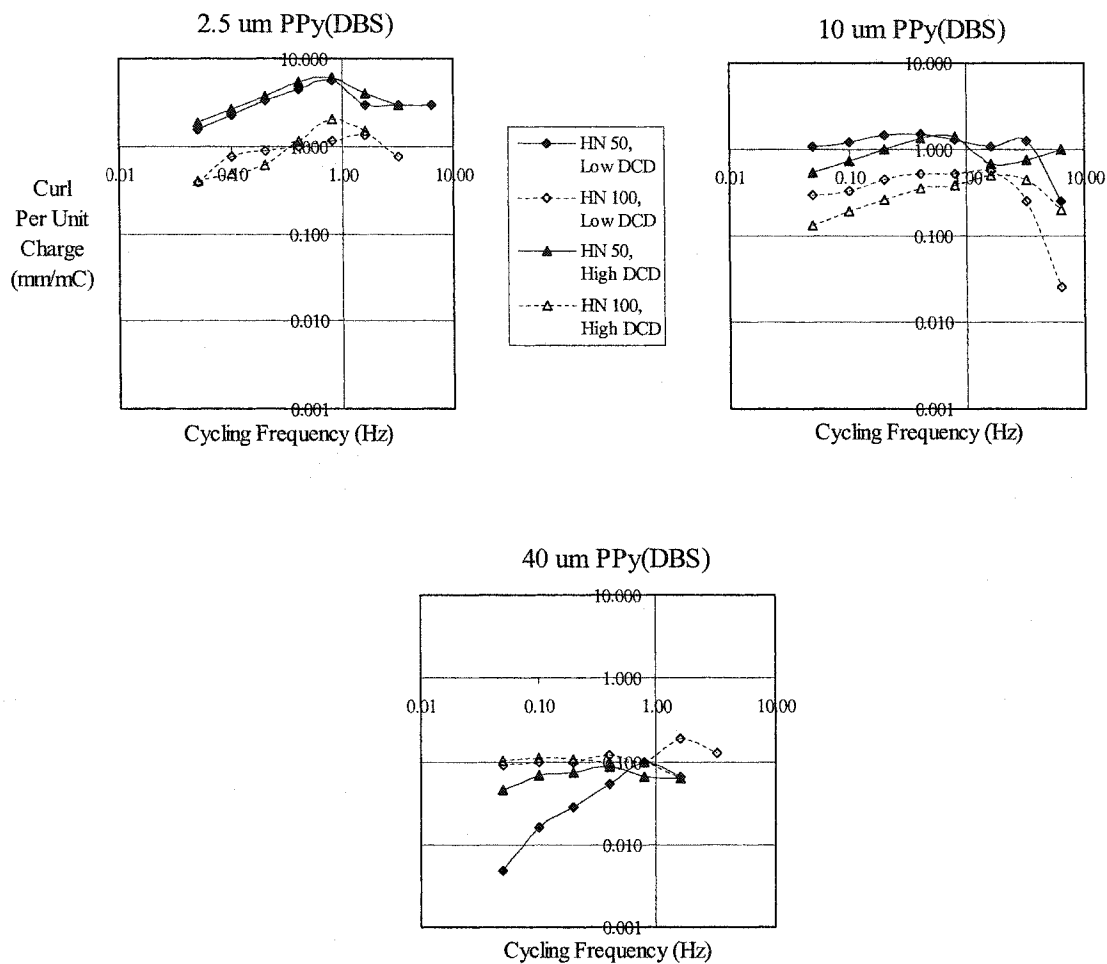 2.5 um PPy(DBS)
10.000
1.000
0.01
0.10
1.00
10.00
0.100
0.010
0.001
Curl
Per Unit
Charge
(mm/mC)
Cycling Frequency (Hz)
HN 50,
Low DCD
HN 100,
Low DCD
HN 50,
High DCD
HN 100,
High DCD
10 um PPy(DBS)
10.000
1.000
0.01
0.10
1.00
10.00
0.100
0.010
0.001
Cycling Frequency (Hz)
40 um PPy(DBS)
10.000
1.000
0.01
0.10
1.00
10.00
0.100
0.010
0.001
Cycling Frequency (Hz)